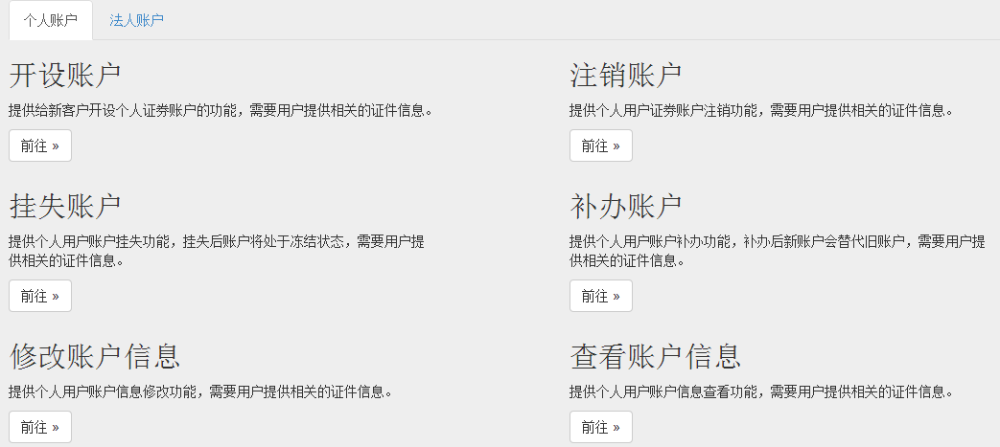 个人账户 法人账户
开设账户
提供给新客户开设个人证券账户的功能，需要用户提供相关的证件信息。
前往 »
注销账户
提供个人用户证券账户注销功能，需要用户提供相关的证件信息。
前往 »
挂失账户
提供个人用户账户挂失功能，挂失后账户将处于冻结状态，需要用户提
供相关的证件信息。
前往 »
补办账户
提供个人用户账户补办功能，补办后新账户会替代旧账户，需要用户提
供相关的证件信息。
前往 »
修改账户信息
提供个人用户账户信息修改功能，需要用户提供相关的证件信息。
前往 »
查看账户信息
提供个人用户账户信息查看功能，需要用户提供相关的证件信息。
前往 »